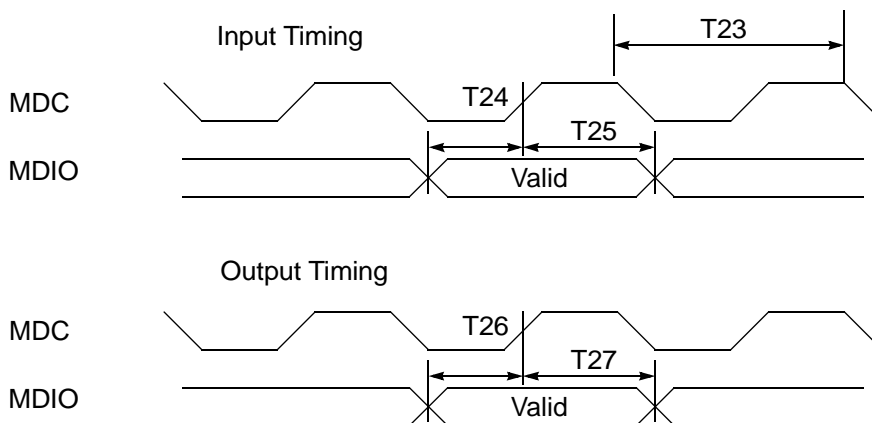 Input Timing
T23
MDC
T24
T25
MDIO
Valid
Output Timing
MDC
T26
T27
MDIO
Valid